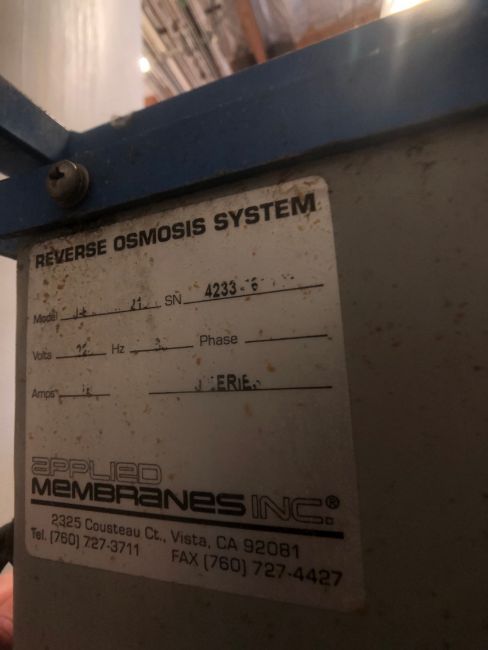 REVERSE OSMOSIS SYSTEM
Model SN 4233
Volts Hz Phase
Amps
APPLIED
MEMBRANES INC.®
2325 Cousteau Ct., Vista, CA 92081
Tel. (760) 727-3711 FAX (760) 727-4427